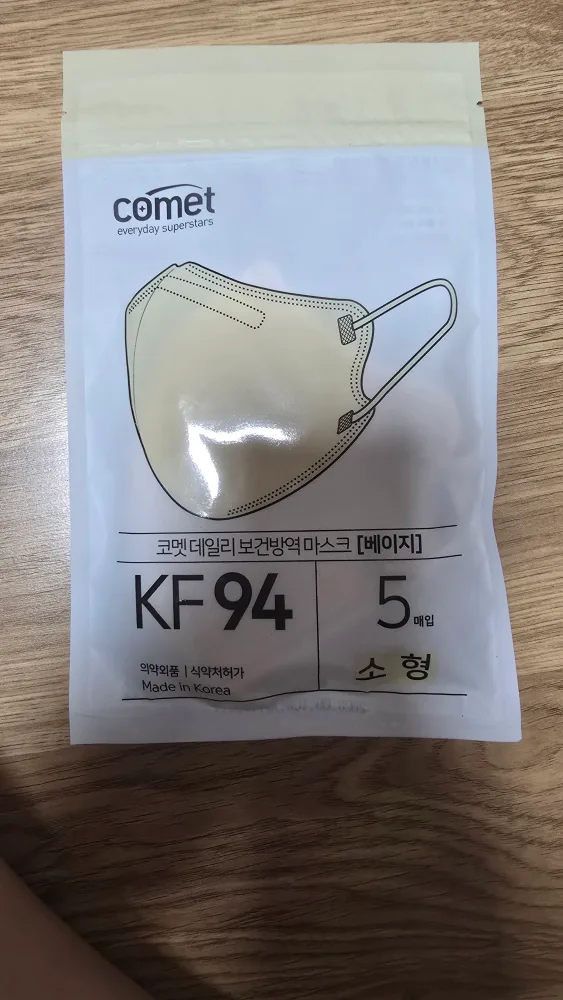 comet
everyday superstars
코멧 데일리 보건방역 마스크 [베이지]
KF94
5매입
의약외품 | 식약처허가
Made in Korea
소형